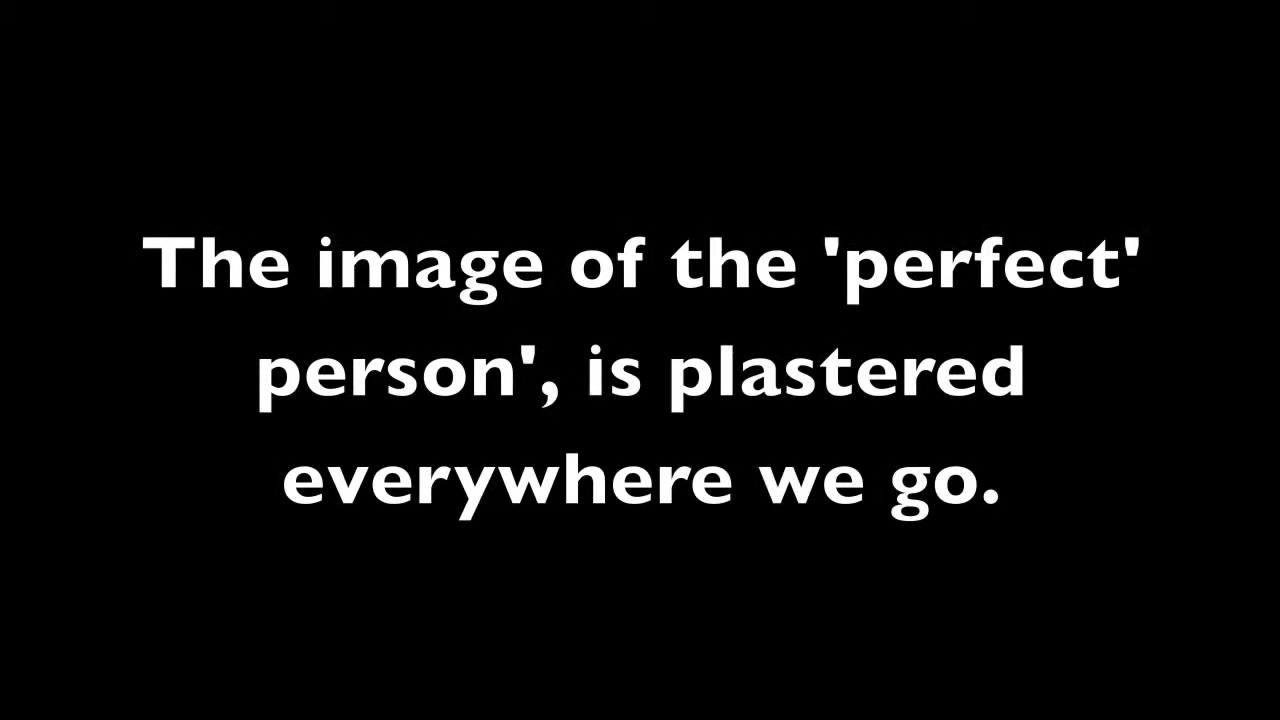 The image of the 'perfect'
person', is plastered
everywhere we go.